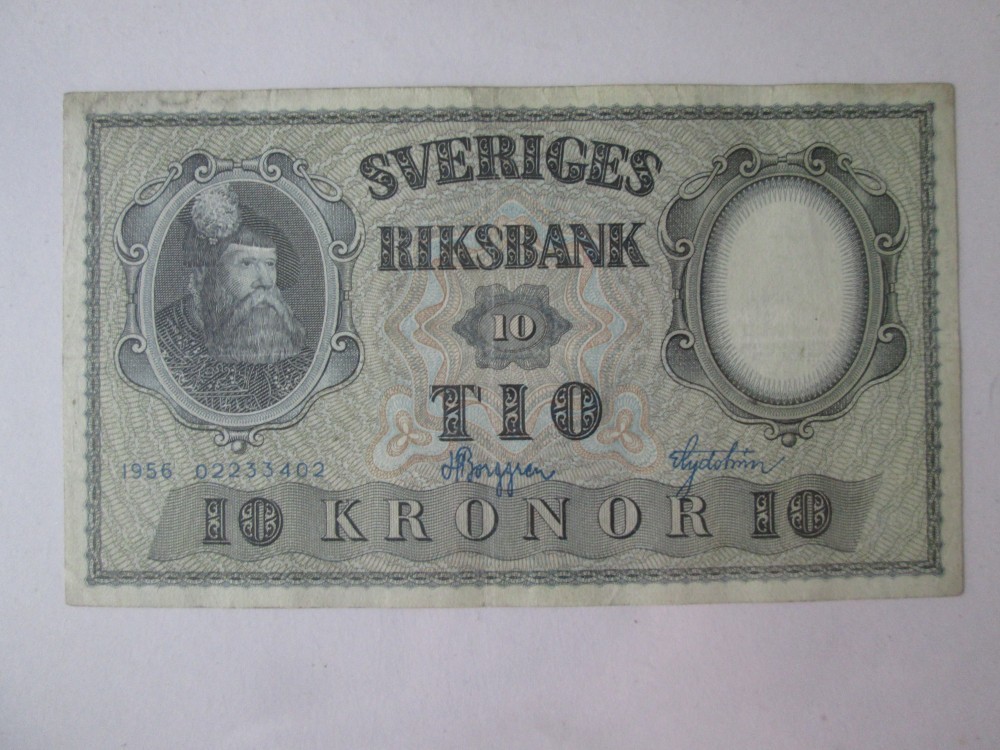 SVERIGES
RIKSBANK
10
TIO
1956 02233402
10 KRONOR 10